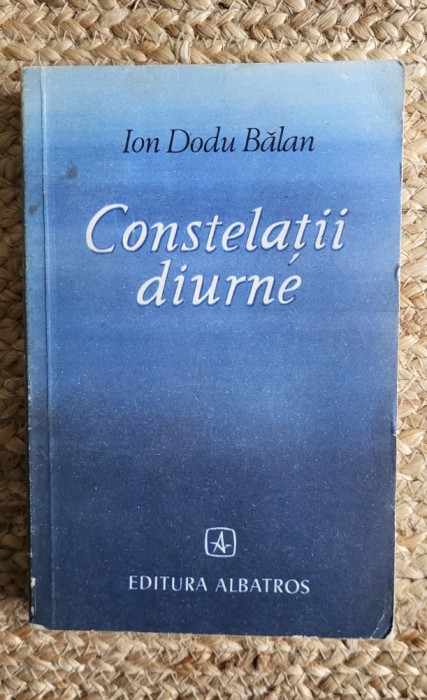 Ion Dodu Bălan
Constelații
diurne
EDITURA ALBATROS